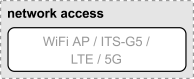 network access
WiFi AP / ITS-G5 /
LTE / 5G